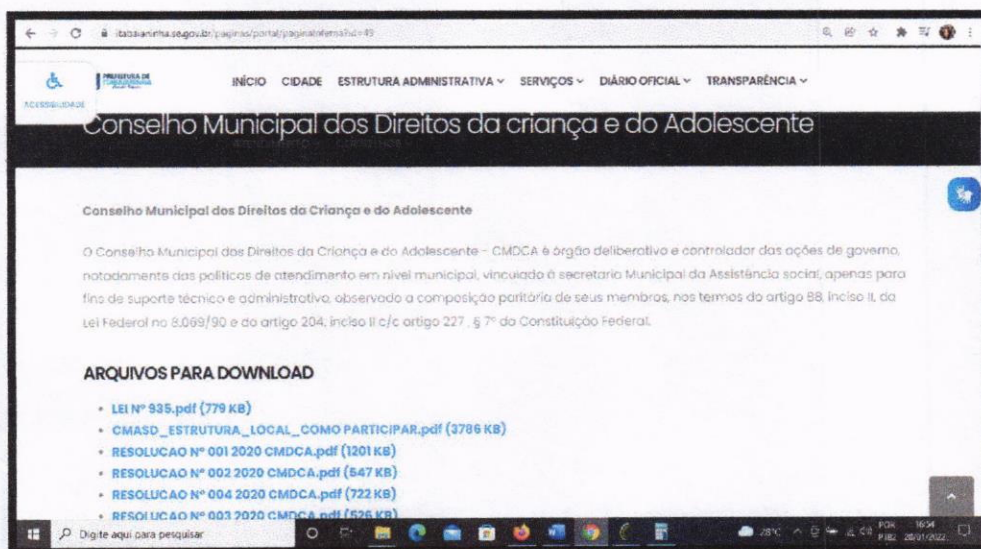 itabaianinha.se.gov.br/paginas/portal/paginaInterna?id=49
ACESSIBILIDADE
PREFEITURA DE
INÍCIO CIDADE ESTRUTURA ADMINISTRATIVA SERVIÇOS DIÁRIO OFICIAL TRANSPARÊNCIA
Conselho Municipal dos Direitos da criança e do Adolescente
Conselho Municipal dos Direitos da Criança e do Adolescente
O Conselho Municipal dos Direitos da Criança e do Adolescente - CMDCA é órgão deliberativo e controlador das ações de governo,
notadamente das políticas de atendimento em nível municipal, vinculado à secretaria Municipal da Assistência social, apenas para
fins de suporte técnico e administrativo, observado a composição paritária de seus membros, nos termos do artigo 88, inciso II, da
Lei Federal no 8.069/90 e do artigo 204, inciso II c/c artigo 227 , § 7º da Constituição Federal.
ARQUIVOS PARA DOWNLOAD
LEI Nº 935.pdf (779 KB)
CMASD_ESTRUTURA_LOCAL_COMO PARTICIPAR.pdf (3786 KB)
RESOLUCAO Nº 001 2020 CMDCA.pdf (1201 KB)
RESOLUCAO Nº 002 2020 CMDCA.pdf (547 KB)
RESOLUCAO Nº 004 2020 CMDCA.pdf (722 KB)
RESOLUCAO Nº 003 2020 CMDCA.pdf (526 KB)
Digite aqui para pesquisar
28°C
POR 16:54
PTB2 28/01/2022